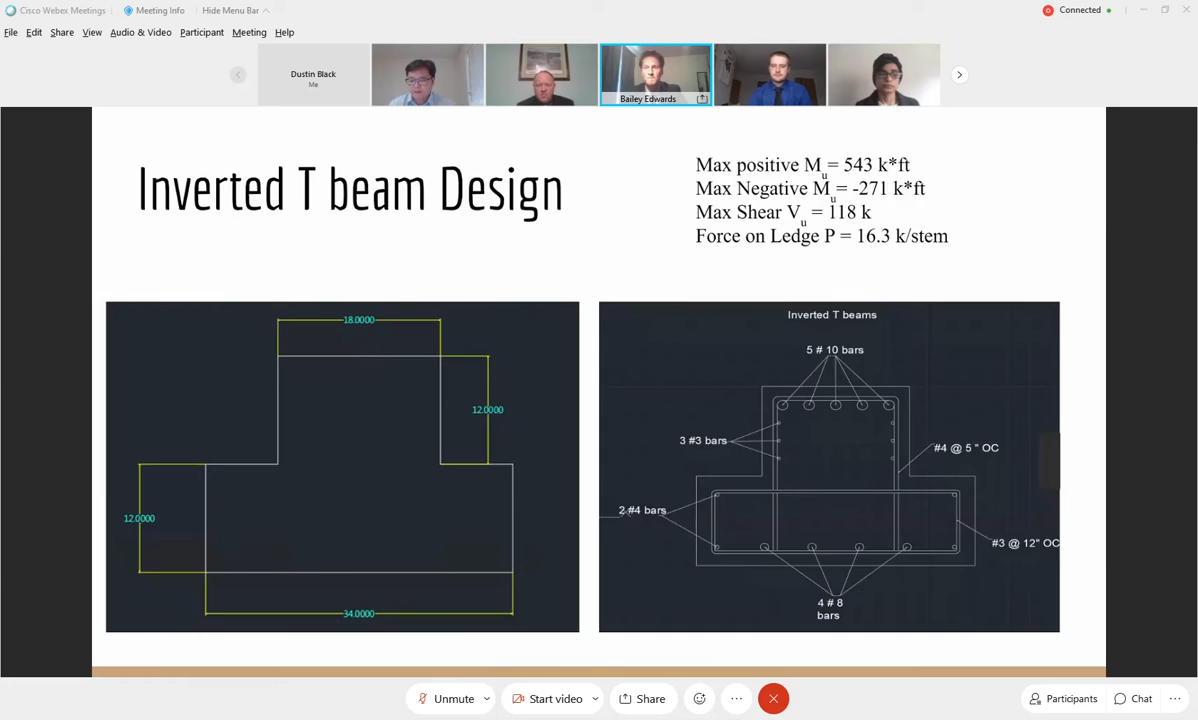 Cisco Webex Meetings
Meeting Info
Hide Menu Bar
Connected
File Edit Share View Audio & Video Participant Meeting Help
Dustin Black
Me
Bailey Edwards
Inverted T beam Design
Max positive Mu = 543 k*ft
Max Negative Mu = -271 k*ft
Max Shear Vu = 118 k
Force on Ledge P = 16.3 k/stem
18.0000
12.0000
12.0000
34.0000
Inverted T beams
5 # 10 bars
3 #3 bars
#4 @ 5 " OC
2 #4 bars
#3 @ 12" OC
4 # 8
bars
Unmute
Start video
Share
Participants
Chat